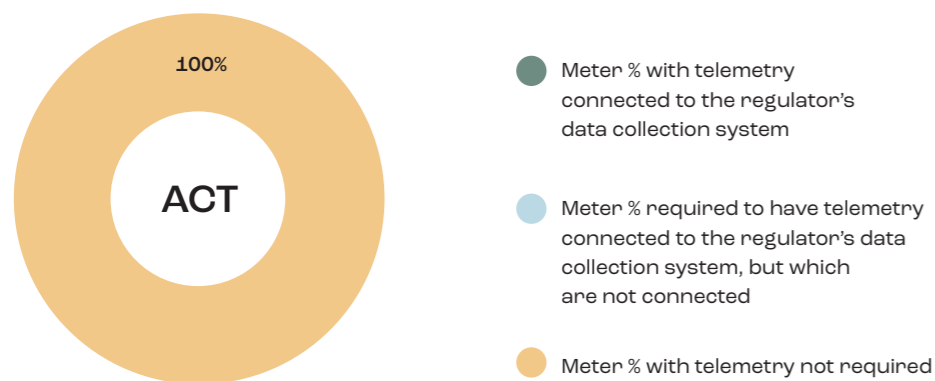 100%
ACT
Meter % with telemetry
connected to the regulator’s
data collection system
Meter % required to have telemetry
connected to the regulator’s data
collection system, but which
are not connected
Meter % with telemetry not required